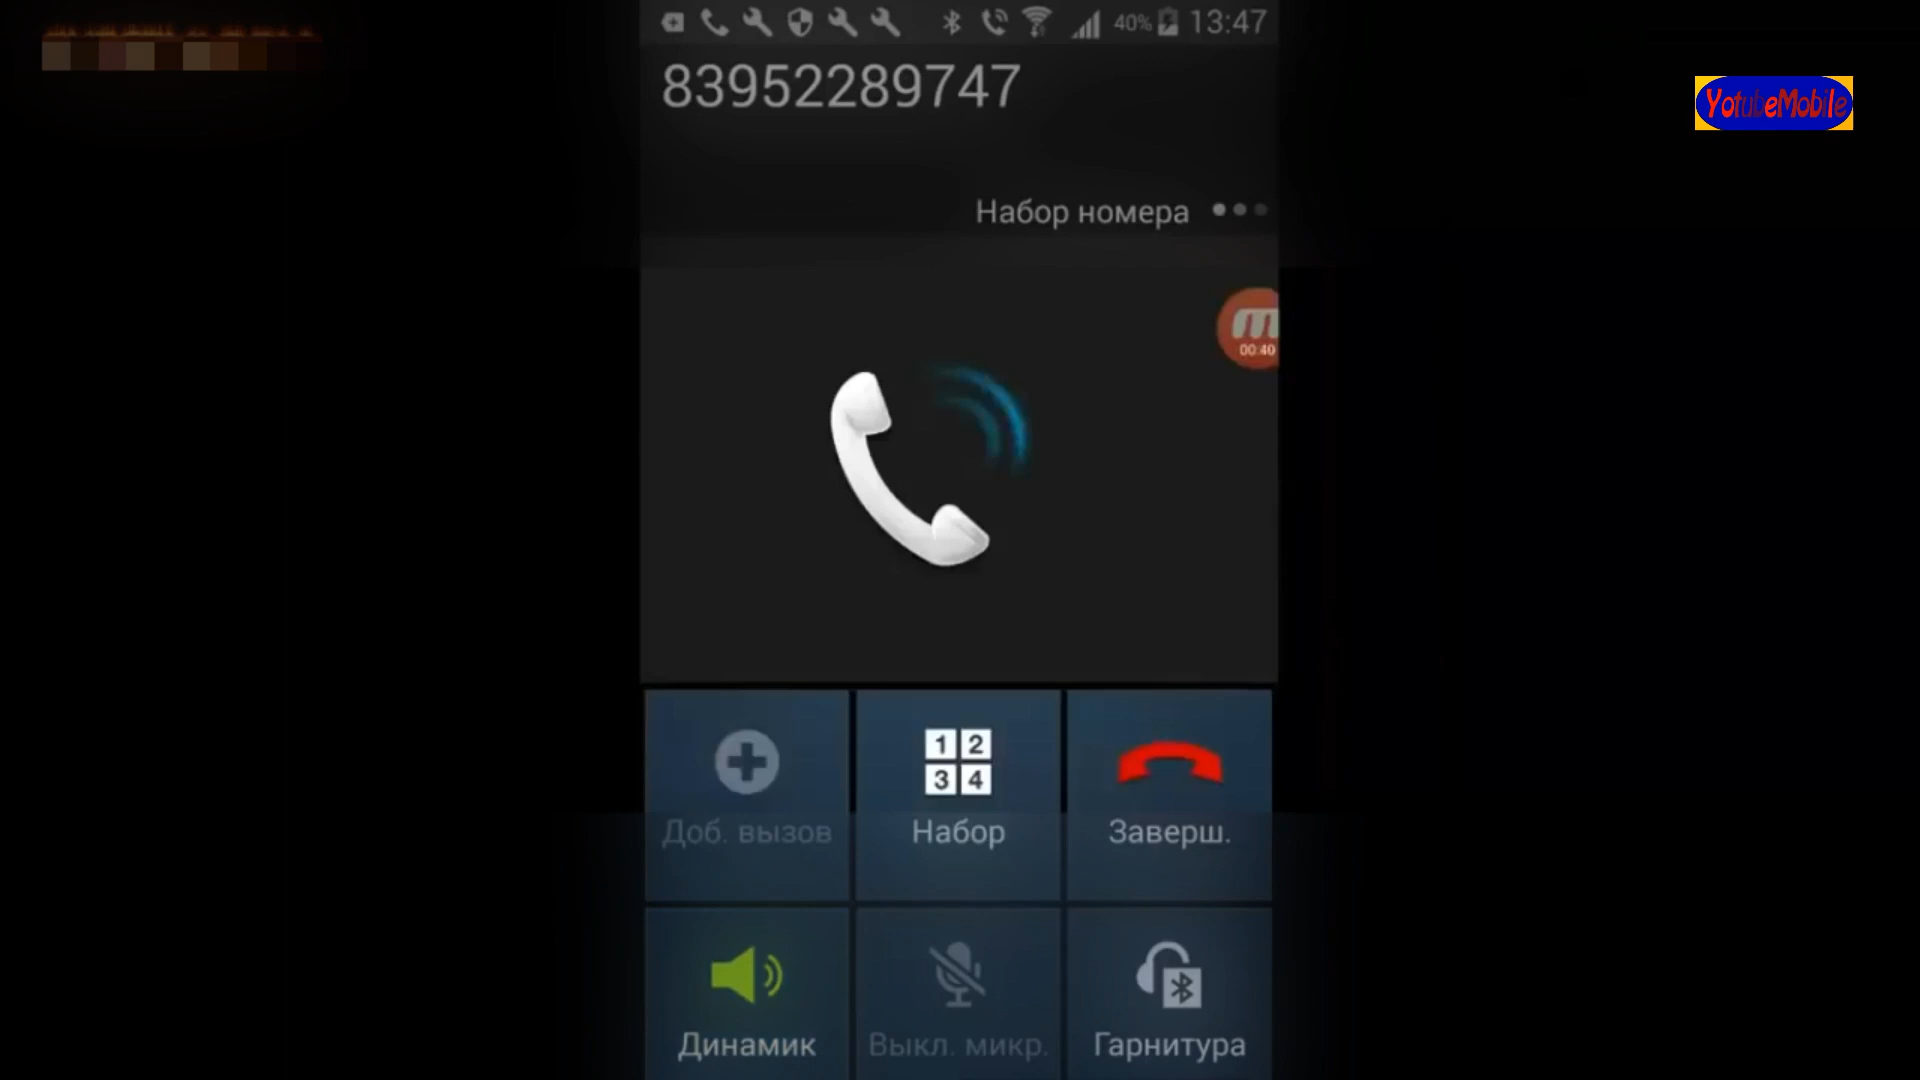 40% 13:47
YotubeMobile
83952289747
Набор номера
00:40
1 2
3 4
Доб. вызов
Набор
Заверш.
Динамик
Выкл. микр.
Гарнитура